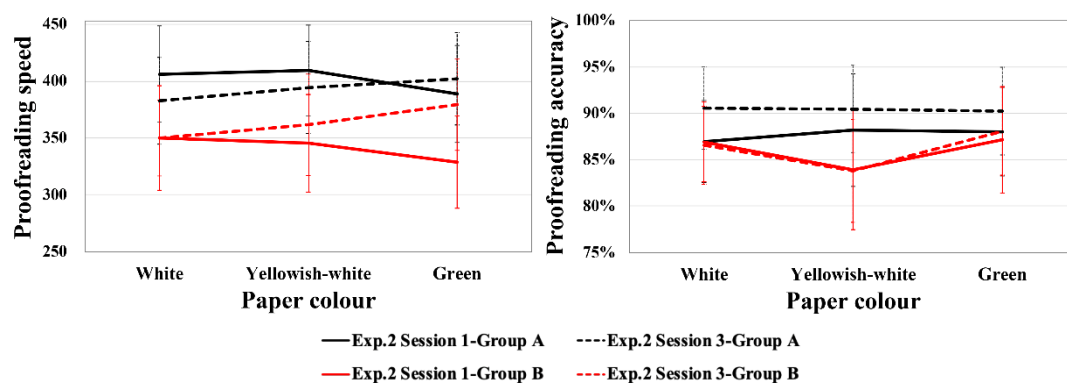 Proofreading speed
450
400
350
300
250
White Yellowish-white Green
Paper colour
Proofreading accuracy
100%
95%
90%
85%
80%
75%
White Yellowish-white Green
Paper colour
Exp.2 Session 1-Group A Exp.2 Session 3-Group A
Exp.2 Session 1-Group B Exp.2 Session 3-Group B